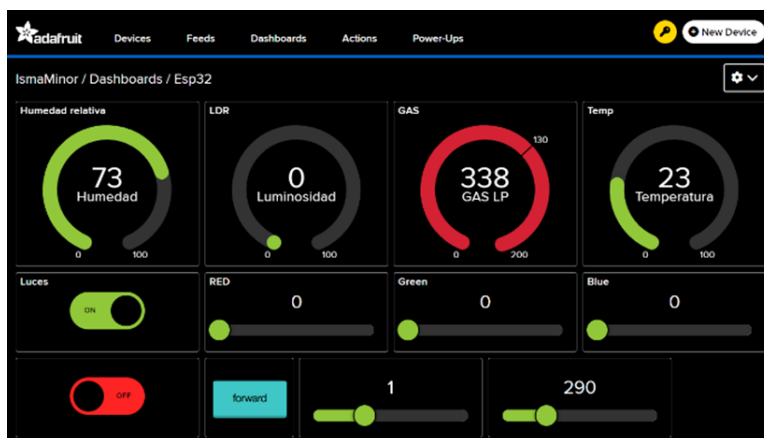 adafruit Devices Feeds Dashboards Actions Power-Ups New Device
IsmaMinor / Dashboards / Esp32
Humedad relativa
73
Humedad
0 100
LDR
0
Luminosidad
0 100
GAS
130
338
GAS LP
0 200
Temp
23
Temperatura
0 100
Luces
ON
RED
0
Green
0
Blue
0
OFF
forward
1
290